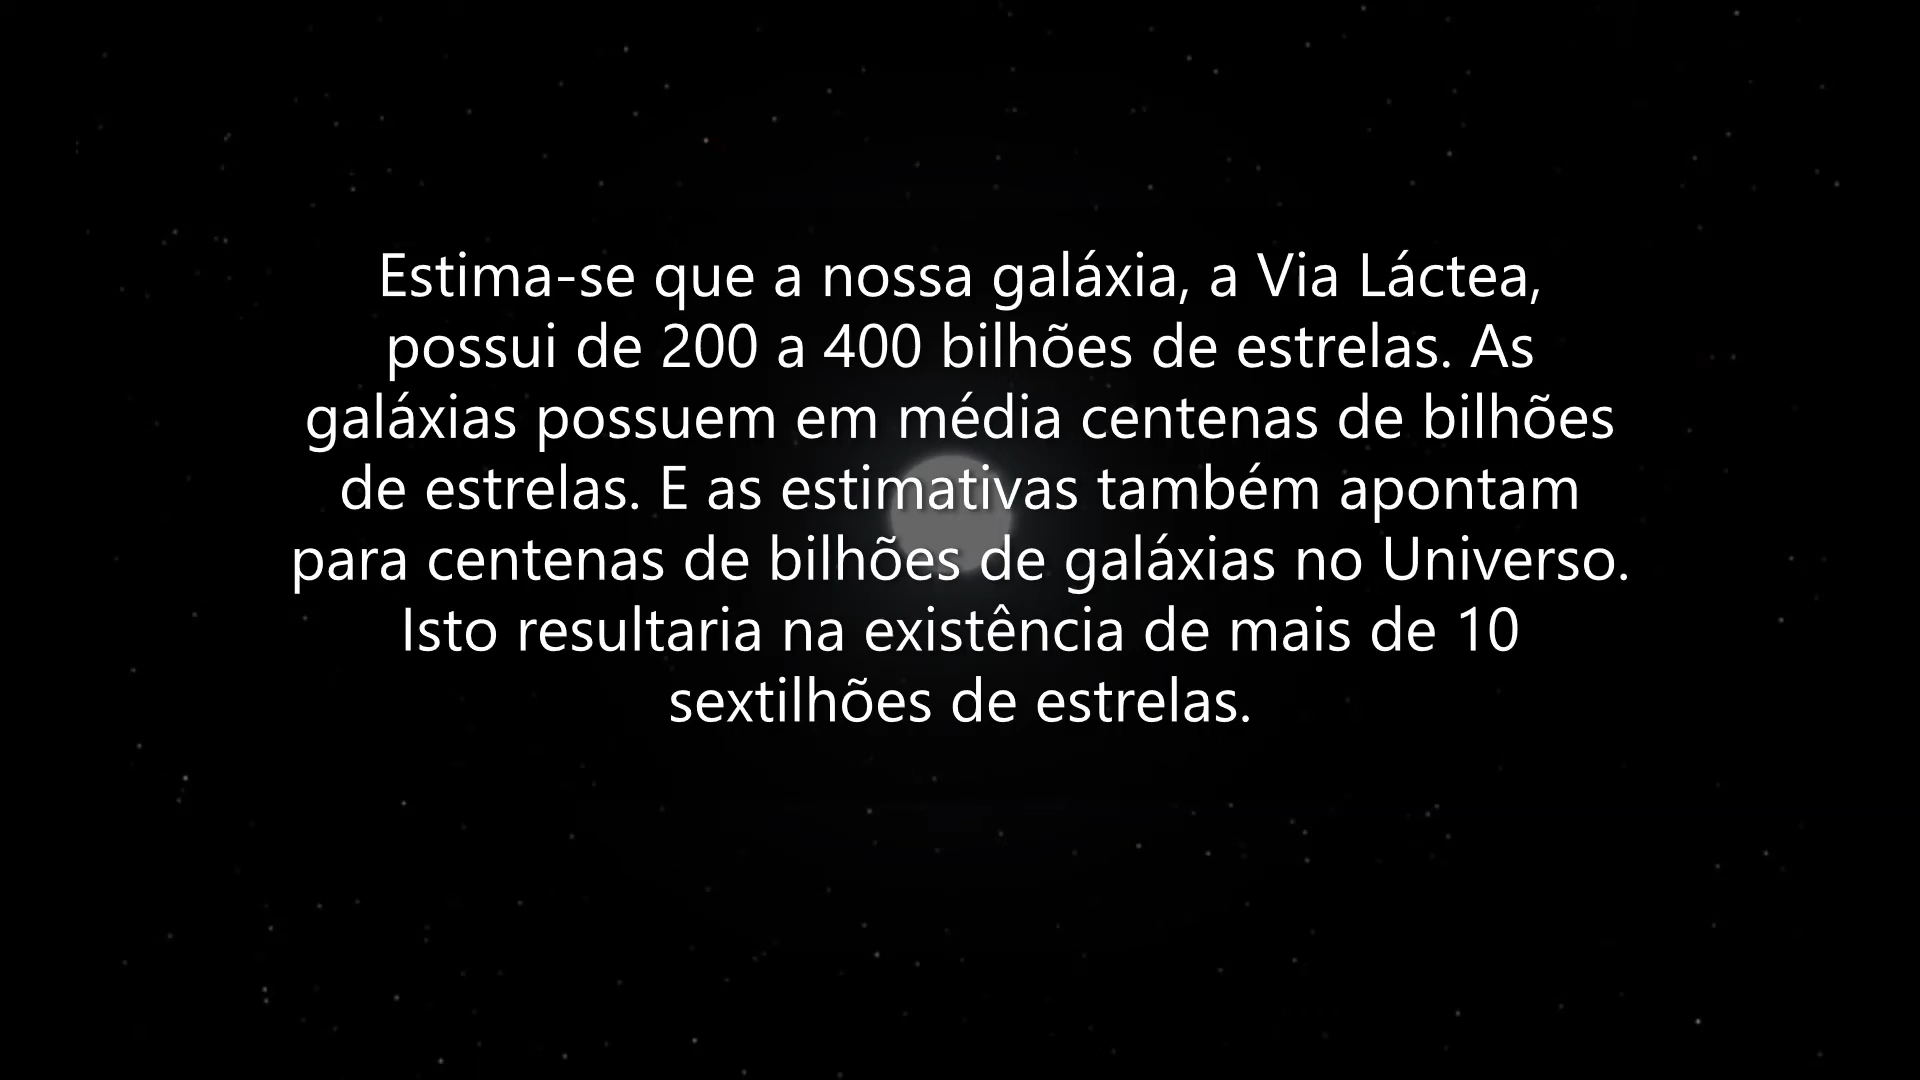 Estima-se que a nossa galáxia, a Via Láctea,
possui de 200 a 400 bilhões de estrelas. As
galáxias possuem em média centenas de bilhões
de estrelas. E as estimativas também apontam
para centenas de bilhões de galáxias no Universo.
Isto resultaria na existência de mais de 10
sextilhões de estrelas.